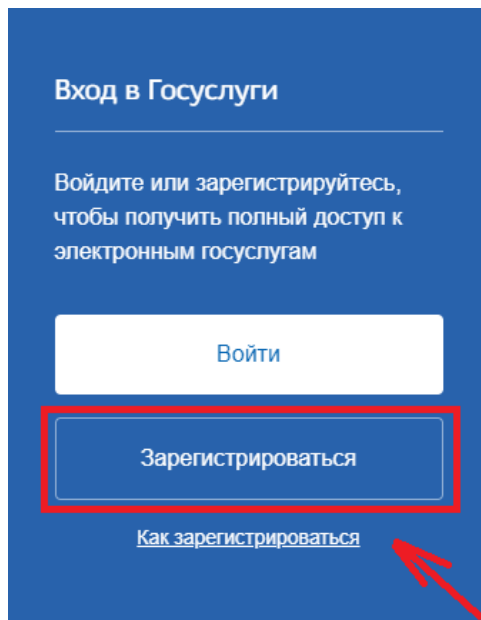 Вход в Госуслуги
Войдите или зарегистрируйтесь,
чтобы получить полный доступ к
электронным госуслугам
Войти
Зарегистрироваться
Как зарегистрироваться